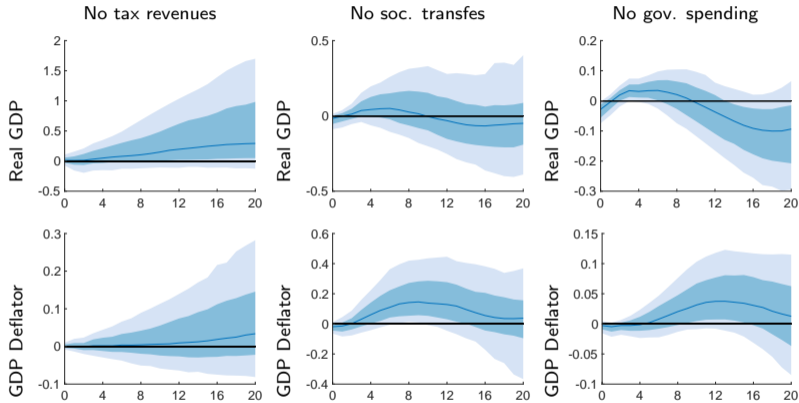 No tax revenues
No soc. transfes
No gov. spending
Real GDP
2
1.5
1
0.5
0
-0.5
0 4 8 12 16 20
Real GDP
0.5
0
-0.5
0 4 8 12 16 20
Real GDP
0.2
0.1
0
-0.1
-0.2
-0.3
0 4 8 12 16 20
GDP Deflator
0.3
0.2
0.1
0
-0.1
0 4 8 12 16 20
GDP Deflator
0.6
0.4
0.2
0
-0.2
-0.4
0 4 8 12 16 20
GDP Deflator
0.15
0.1
0.05
0
-0.05
-0.1
0 4 8 12 16 20